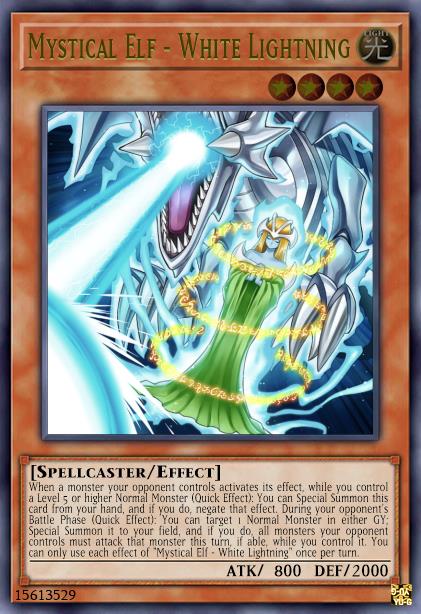 Mystical Elf - White Lightning
LIGHT
光
[Spellcaster/Effect]
When a monster your opponent controls activates its effect, while you control
a Level 5 or higher Normal Monster (Quick Effect): You can Special Summon this
card from your hand, and if you do, negate that effect. During your opponent's
Battle Phase (Quick Effect): You can target 1 Normal Monster in either GY;
Special Summon it to your field, and if you do, all monsters your opponent
controls must attack that monster this turn, if able, while you control it. You
can only use each effect of "Mystical Elf - White Lightning" once per turn.
ATK/ 800 DEF/2000
15613529